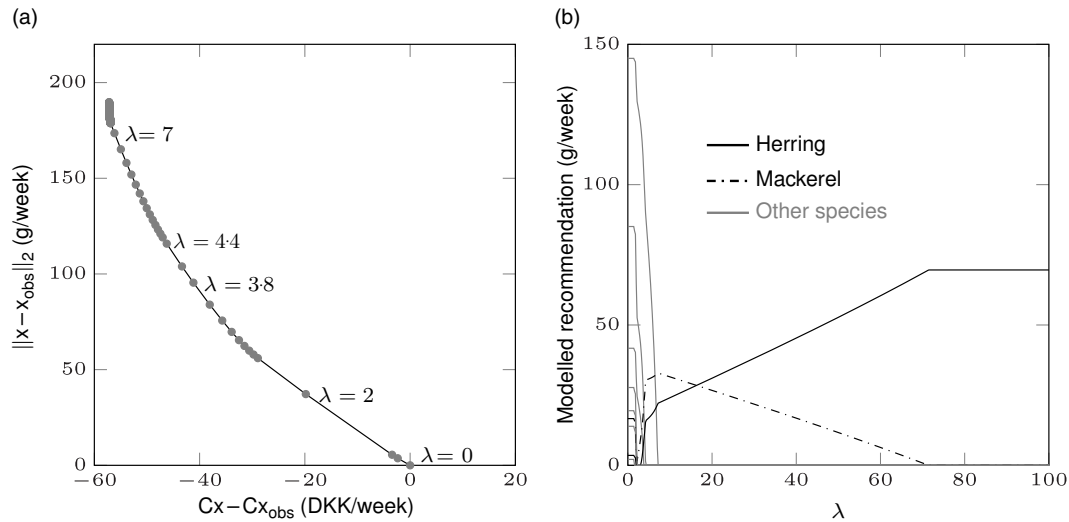 (a)
200
150
100
50
0
−60
−40
−20
0
20
||x−x_obs||₂ (g/week)
Cx−Cx_obs (DKK/week)
λ= 7
λ = 4·4
λ = 3·8
λ = 2
λ= 0
(b)
150
100
50
0
0
20
40
60
80
100
Modelled recommendation (g/week)
λ
Herring
Mackerel
Other species